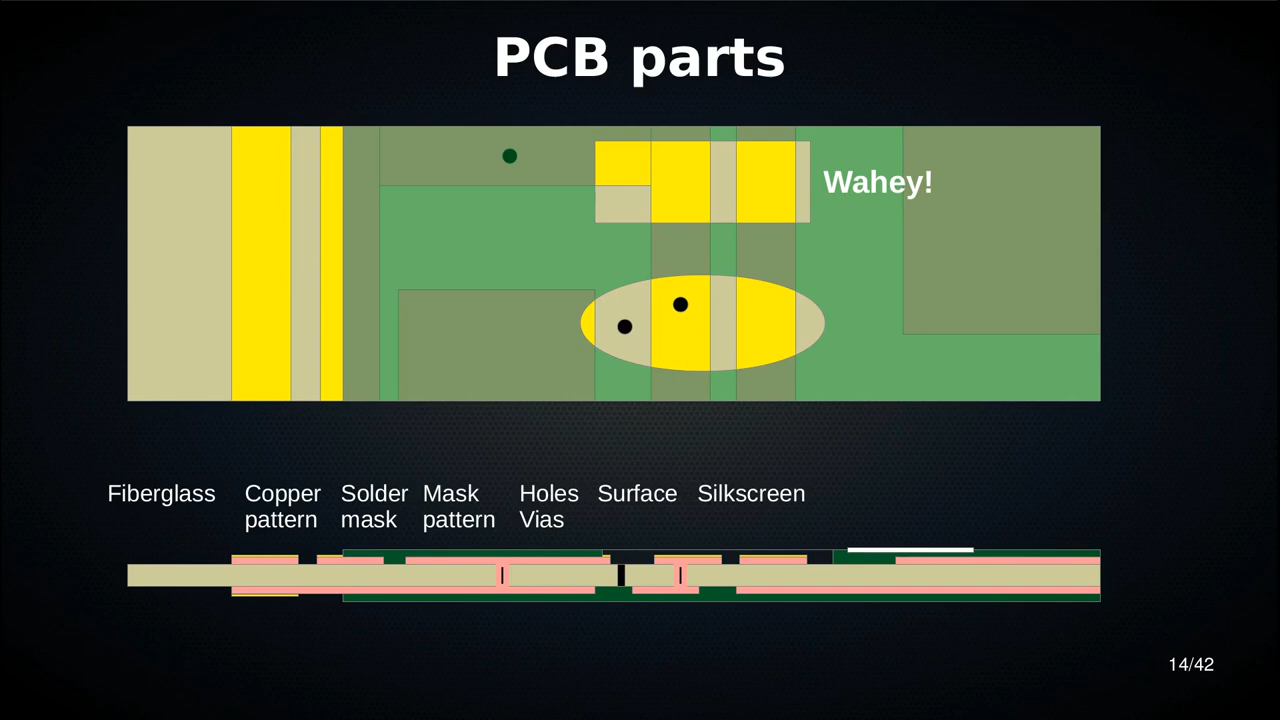 PCB parts
Wahey!
Fiberglass Copper Solder Mask Holes Surface Silkscreen
pattern mask pattern Vias
14/42